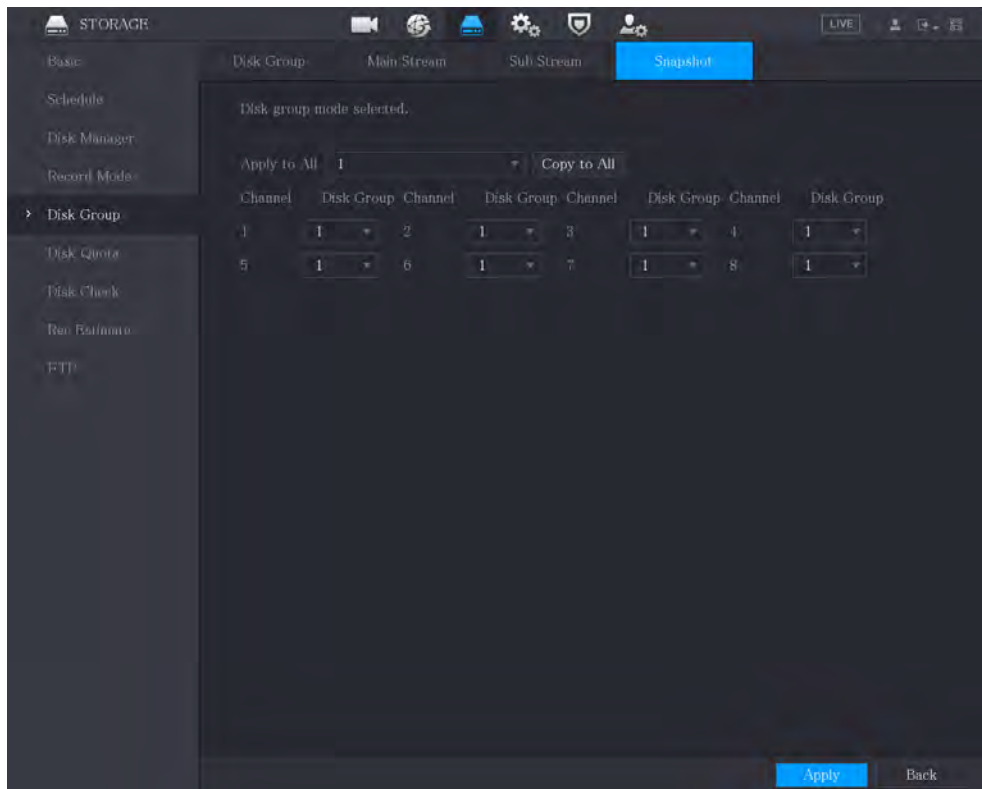 STORAGE LIVE
Basic
Schedule
Disk Manager
Record Mode
Disk Group
Disk Quota
Disk Check
Rec Estimate
FTP
Disk Group Main Stream Sub Stream Snapshot
Disk group mode selected.
Apply to All 1 Copy to All
Channel Disk Group Channel Disk Group Channel Disk Group Channel Disk Group
1 1 2 1 3 1 4 1
5 1 6 1 7 1 8 1
Apply Back